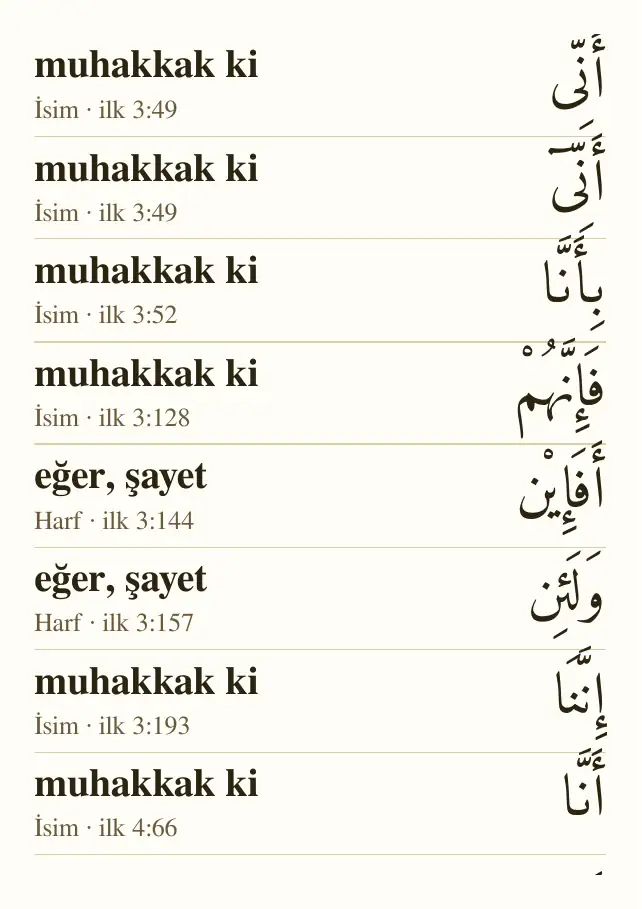 muhakkak ki أَنِّى
İsim · ilk 3:49
muhakkak ki أَنِّىٓ
İsim · ilk 3:49
muhakkak ki بِأَنَّا
İsim · ilk 3:52
muhakkak ki فَإِنَّهُمْ
İsim · ilk 3:128
eğer, şayet أَفَإِي۟ن
Harf · ilk 3:144
eğer, şayet وَلَئِن
Harf · ilk 3:157
muhakkak ki إِنَّنَا
İsim · ilk 3:193
muhakkak ki أَنَّا
İsim · ilk 4:66